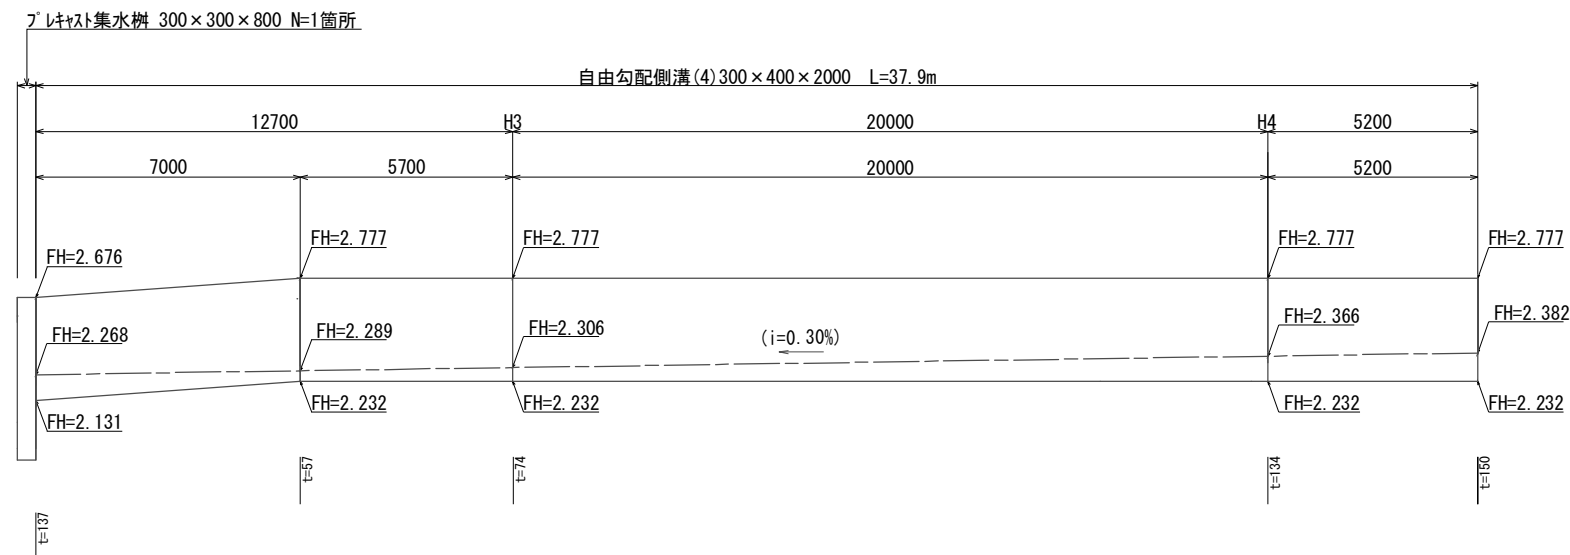 ﾌﾟﾚｷｬｽﾄ集水桝 300×300×800 N=1箇所
自由勾配側溝(4)300×400×2000 L=37.9m
12700
H3
20000
H4
5200
7000
5700
20000
5200
FH=2.676
FH=2.777
FH=2.777
FH=2.777
FH=2.777
FH=2.268
FH=2.289
FH=2.306
(i=0.30%)
FH=2.366
FH=2.382
FH=2.131
FH=2.232
FH=2.232
FH=2.232
FH=2.232
t=137
t=57
t=74
t=134
t=150